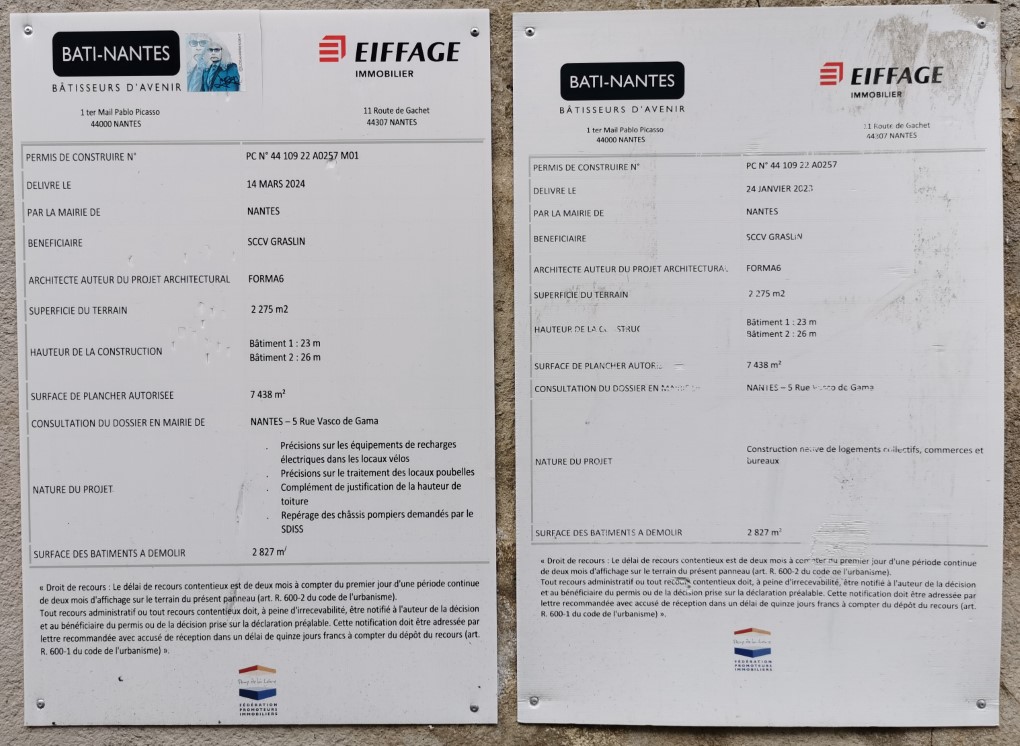 BATI-NANTES
BÂTISSEURS D'AVENIR
EIFFAGE
IMMOBILIER
1 ter Mail Pablo Picasso
44000 NANTES
11 Route de Gachet
44307 NANTES
PERMIS DE CONSTRUIRE N° PC N° 44 109 22 A0257 M01
DELIVRE LE 14 MARS 2024
PAR LA MAIRIE DE NANTES
BENEFICIAIRE SCCV GRASLIN
ARCHITECTE AUTEUR DU PROJET ARCHITECTURAL FORMA6
SUPERFICIE DU TERRAIN 2 275 m2
HAUTEUR DE LA CONSTRUCTION
Bâtiment 1 : 23 m
Bâtiment 2 : 26 m
SURFACE DE PLANCHER AUTORISEE 7 438 m²
CONSULTATION DU DOSSIER EN MAIRIE DE NANTES – 5 Rue Vasco de Gama
NATURE DU PROJET
. Précisions sur les équipements de recharges
électriques dans les locaux vélos
. Précisions sur le traitement des locaux poubelles
. Complément de justification de la hauteur de
toiture
. Repérage des châssis pompiers demandés par le
SDISS
SURFACE DES BATIMENTS A DEMOLIR 2 827 m²
« Droit de recours : Le délai de recours contentieux est de deux mois à compter du premier jour d'une période continue
de deux mois d'affichage sur le terrain du présent panneau (art. R. 600-2 du code de l'urbanisme).
Tout recours administratif ou tout recours contentieux doit, à peine d'irrecevabilité, être notifié à l'auteur de la décision
et au bénéficiaire du permis ou de la décision prise sur la déclaration préalable. Cette notification doit être adressée par
lettre recommandée avec accusé de réception dans un délai de quinze jours francs à compter du dépôt du recours (art.
R. 600-1 du code de l'urbanisme) ».
FÉDÉRATION
PROMOTEURS
IMMOBILIERS
BATI-NANTES
BÂTISSEURS D'AVENIR
EIFFAGE
IMMOBILIER
1 ter Mail Pablo Picasso
44000 NANTES
11 Route de Gachet
44307 NANTES
PERMIS DE CONSTRUIRE N° PC N° 44 109 22 A0257
DELIVRE LE 24 JANVIER 2023
PAR LA MAIRIE DE NANTES
BENEFICIAIRE SCCV GRASLIN
ARCHITECTE AUTEUR DU PROJET ARCHITECTURAL FORMA6
SUPERFICIE DU TERRAIN 2 275 m2
HAUTEUR DE LA CONSTRUC
Bâtiment 1 : 23 m
Bâtiment 2 : 26 m
SURFACE DE PLANCHER AUTOR 7 438 m²
CONSULTATION DU DOSSIER EN MAIRIE NANTES – 5 Rue Vasco de Gama
NATURE DU PROJET
Construction neuve de logements collectifs, commerces et
bureaux
SURFACE DES BATIMENTS A DEMOLIR 2 827 m²
« Droit de recours : Le délai de recours contentieux est de deux mois à compter du premier jour d'une période continue
de deux mois d'affichage sur le terrain du présent panneau (art. R. 600-2 du code de l'urbanisme).
Tout recours administratif ou tout recours contentieux doit, à peine d'irrecevabilité, être notifié à l'auteur de la décision
et au bénéficiaire du permis ou de la décision prise sur la déclaration préalable. Cette notification doit être adressée par
lettre recommandée avec accusé de réception dans un délai de quinze jours francs à compter du dépôt du recours (art.
R. 600-1 du code de l'urbanisme) ».
FÉDÉRATION
PROMOTEURS
IMMOBILIERS